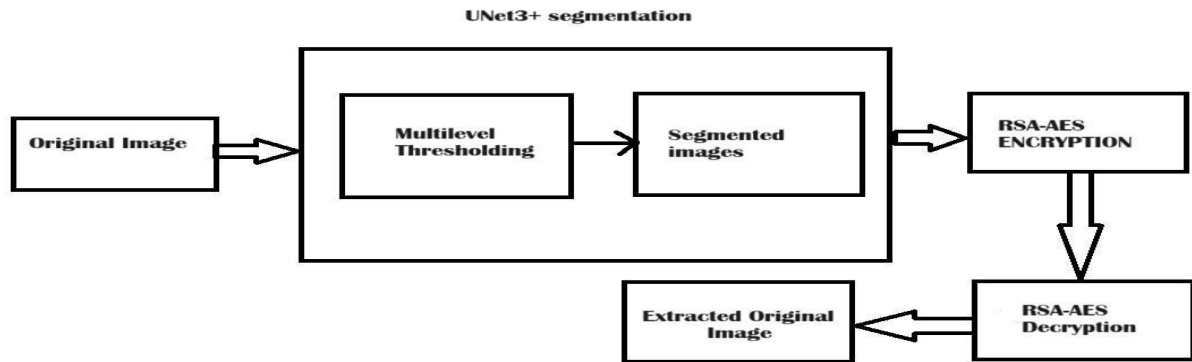 UNet3+ segmentation
Original Image
Multilevel
Thresholding
Segmented
images
RSA-AES
ENCRYPTION
RSA-AES
Decryption
Extracted Original
Image